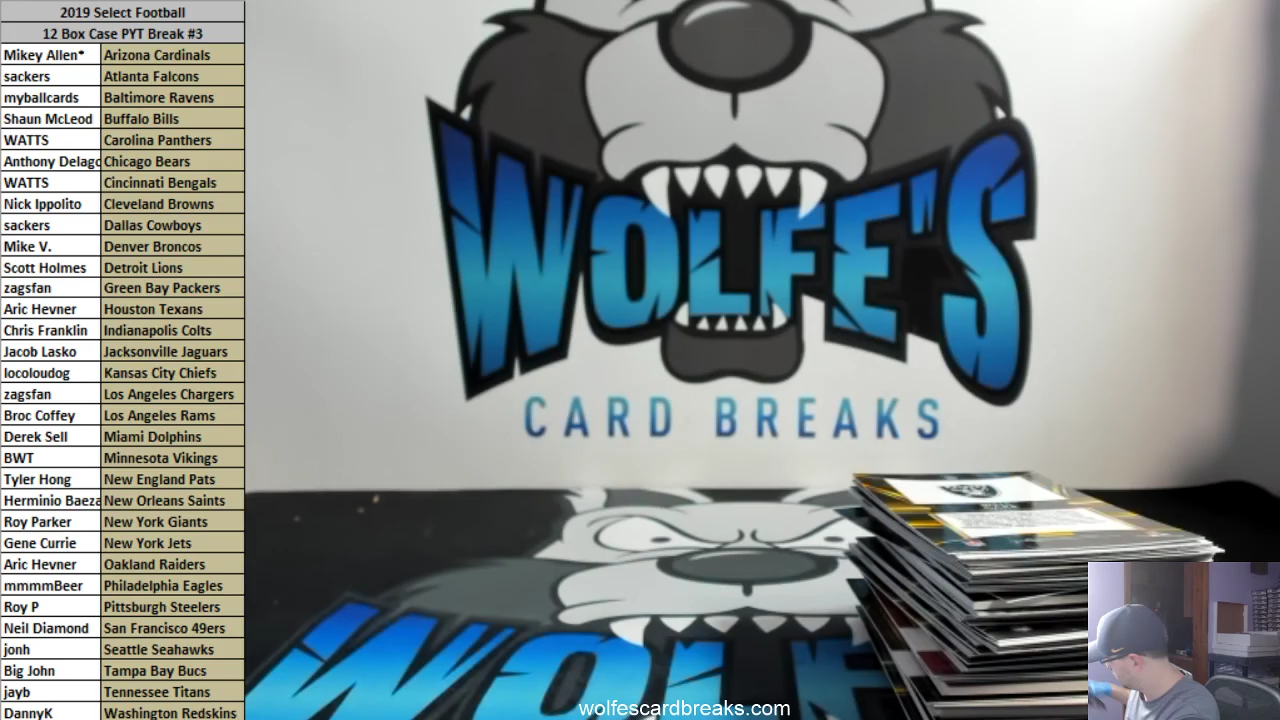 2019 Select Football
12 Box Case PYT Break #3
Mikey Allen* Arizona Cardinals
sackers Atlanta Falcons
myballcards Baltimore Ravens
Shaun McLeod Buffalo Bills
WATTS Carolina Panthers
Anthony Delago Chicago Bears
WATTS Cincinnati Bengals
Nick Ippolito Cleveland Browns
sackers Dallas Cowboys
Mike V. Denver Broncos
Scott Holmes Detroit Lions
zagsfan Green Bay Packers
Aric Hevner Houston Texans
Chris Franklin Indianapolis Colts
Jacob Lasko Jacksonville Jaguars
locoloudog Kansas City Chiefs
zagsfan Los Angeles Chargers
Broc Coffey Los Angeles Rams
Derek Sell Miami Dolphins
BWT Minnesota Vikings
Tyler Hong New England Pats
Herminio Baeza New Orleans Saints
Roy Parker New York Giants
Gene Currie New York Jets
Aric Hevner Oakland Raiders
mmmmBeer Philadelphia Eagles
Roy P Pittsburgh Steelers
Neil Diamond San Francisco 49ers
jonh Seattle Seahawks
Big John Tampa Bay Bucs
jayb Tennessee Titans
DannyK Washington Redskins
WOLFE'S
CARD BREAKS
WOLF
wolfescardbreaks.com